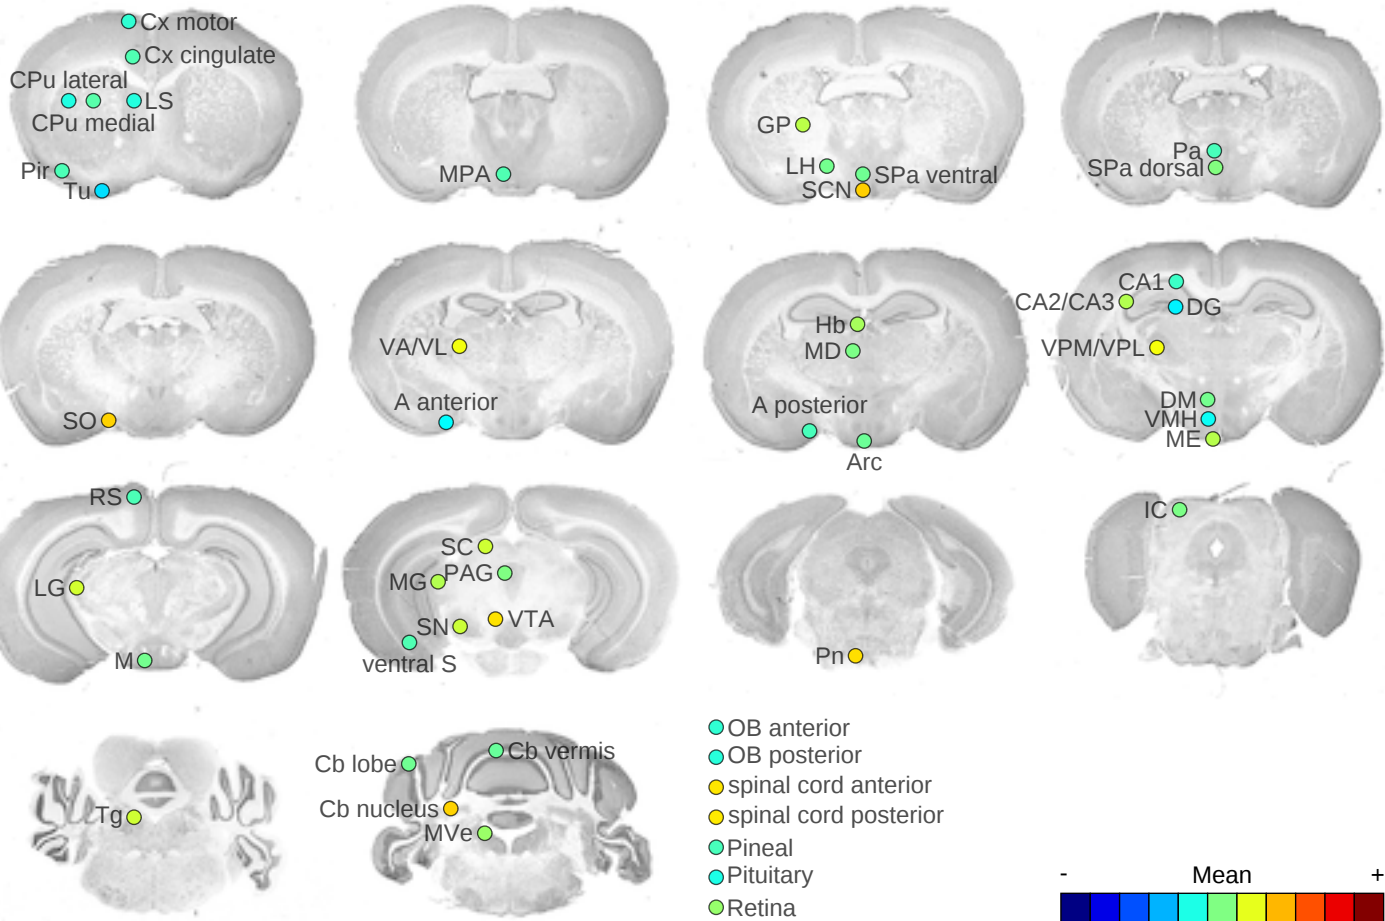 Cx motor
Cx cingulate
CPu lateral
LS
CPu medial
Pir
Tu
MPA
GP
LH
SPa ventral
SCN
Pa
SPa dorsal
SO
VA/VL
A anterior
Hb
MD
A posterior
Arc
CA1
CA2/CA3
DG
VPM/VPL
DM
VMH
ME
RS
LG
M
SC
MG
PAG
SN
VTA
ventral S
Pn
IC
Tg
Cb lobe
Cb vermis
Cb nucleus
MVe
OB anterior
OB posterior
spinal cord anterior
spinal cord posterior
Pineal
Pituitary
Retina
- Mean +